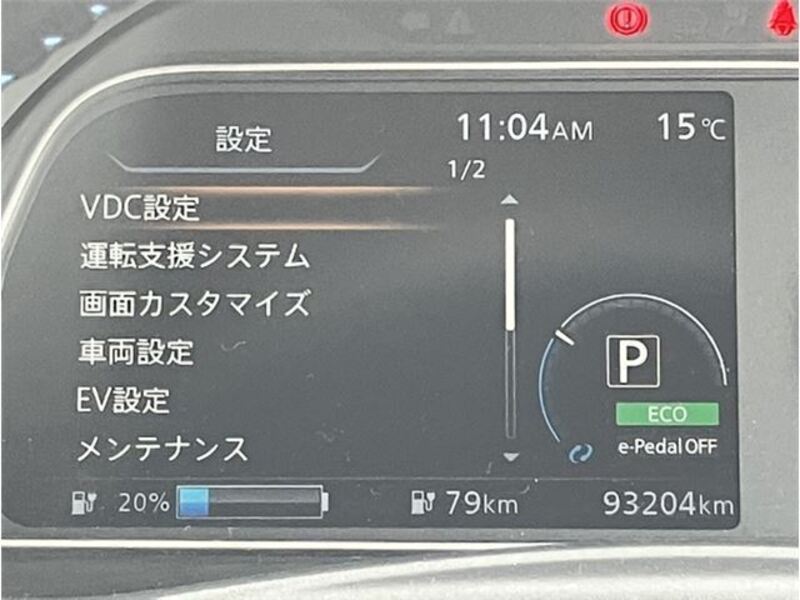 設定
11:04AM
15℃
1/2
VDC設定
運転支援システム
画面カスタマイズ
車両設定
EV設定
メンテナンス
P
ECO
e-Pedal OFF
20%
79km
93204km